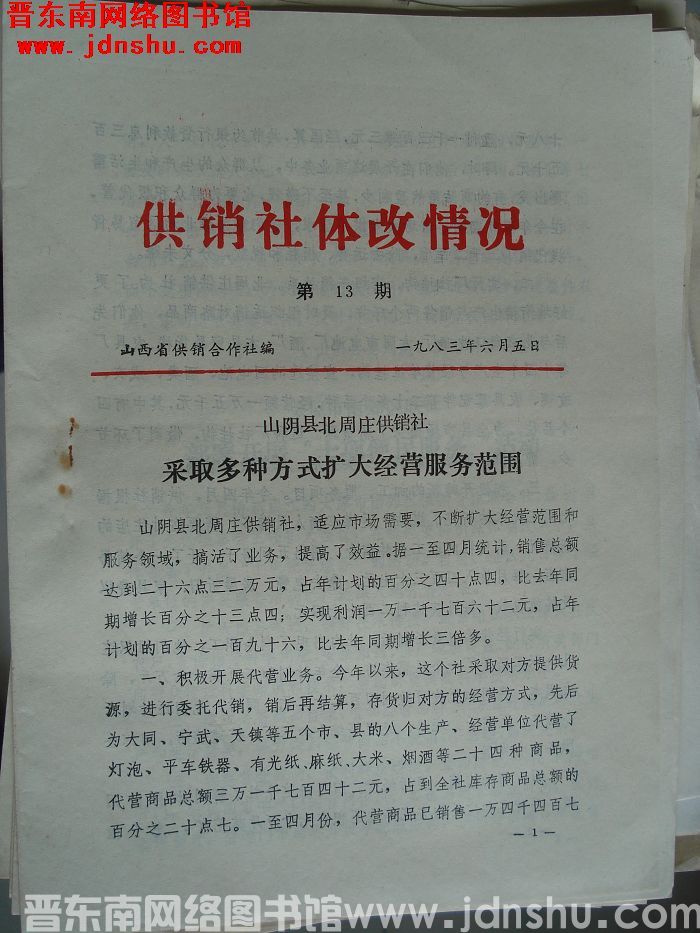 晋东南网络图书馆
www.jdnshu.com
供销社体改情况
第 13 期
山西省供销合作社编 一九八三年六月五日
山阴县北周庄供销社
采取多种方式扩大经营服务范围
山阴县北周庄供销社，适应市场需要，不断扩大经营范围和
服务领域，搞活了业务，提高了效益。据一至四月统计，销售总额
达到二十六点三二万元，占年计划的百分之四十点四，比去年同
期增长百分之十三点四；实现利润一万一千七百六十二元，占年
计划的百分之一百九十六，比去年同期增长三倍多。
一、积极开展代营业务。今年以来，这个社采取对方提供货
源，进行委托代销，销后再结算，存货归对方的经营方式，先后
为大同、宁武、天镇等五个市、县的八个生产、经营单位代营了
灯泡、平车铁器、有光纸、麻纸、大米、烟酒等二十四种商品，
代营商品总额三万一千七百四十二元，占到全社库存商品总额的
百分之二十点七。一至四月份，代营商品已销售一万四千四百七
—1—
晋东南网络图书馆 www.jdnshu.com